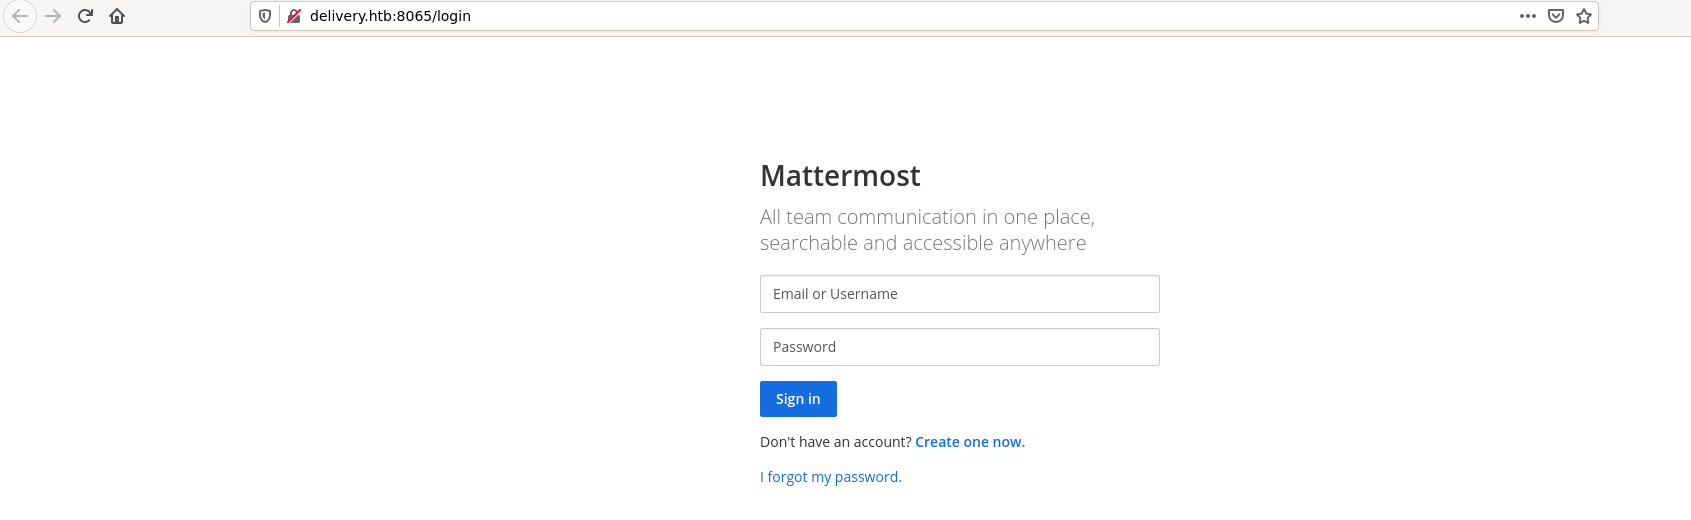 delivery.htb:8065/login
Mattermost
All team communication in one place,
searchable and accessible anywhere
Email or Username
Password
Sign in
Don't have an account? Create one now.
I forgot my password.